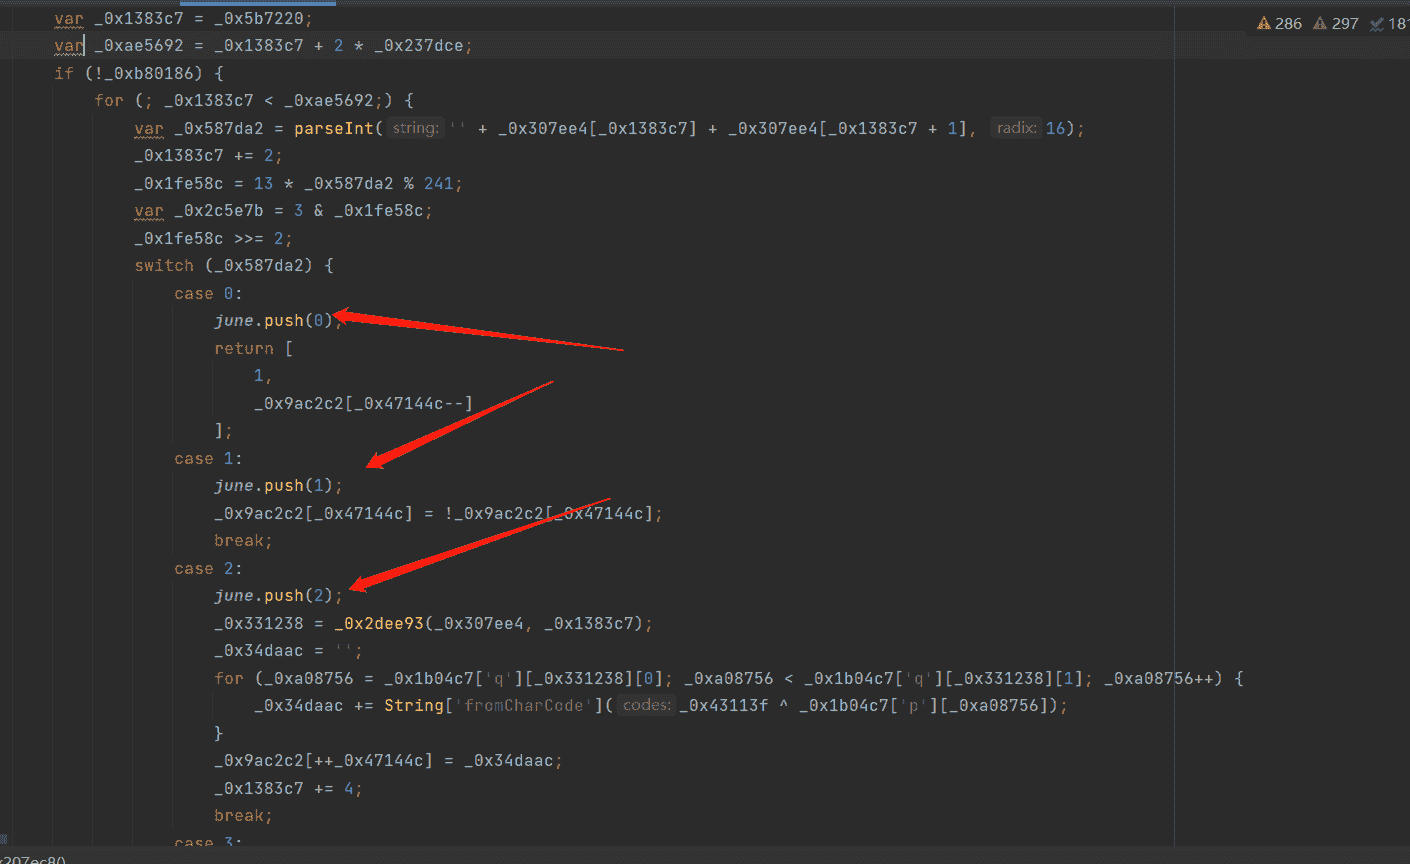 var _0x1383c7 = _0x5b7220;
286 297 181
var _0xae5692 = _0x1383c7 + 2 * _0x237dce;
if (!_0xb80186) {
for (; _0x1383c7 < _0xae5692;) {
var _0x587da2 = parseInt( string: '' + _0x307ee4[_0x1383c7] + _0x307ee4[_0x1383c7 + 1], radix: 16);
_0x1383c7 += 2;
_0x1fe58c = 13 * _0x587da2 % 241;
var _0x2c5e7b = 3 & _0x1fe58c;
_0x1fe58c >>= 2;
switch (_0x587da2) {
case 0:
june.push(0);
return [
1,
_0x9ac2c2[_0x47144c--]
];
case 1:
june.push(1);
_0x9ac2c2[_0x47144c] = !_0x9ac2c2[_0x47144c];
break;
case 2:
june.push(2);
_0x331238 = _0x2dee93(_0x307ee4, _0x1383c7);
_0x34daac = '';
for (_0xa08756 = _0x1b04c7['q'][_0x331238][0]; _0xa08756 < _0x1b04c7['q'][_0x331238][1]; _0xa08756++) {
_0x34daac += String['fromCharCode']( codes: _0x43113f ^ _0x1b04c7['p'][_0xa08756]);
}
_0x9ac2c2[++_0x47144c] = _0x34daac;
_0x1383c7 += 4;
break;
case 3:
x207ec8()